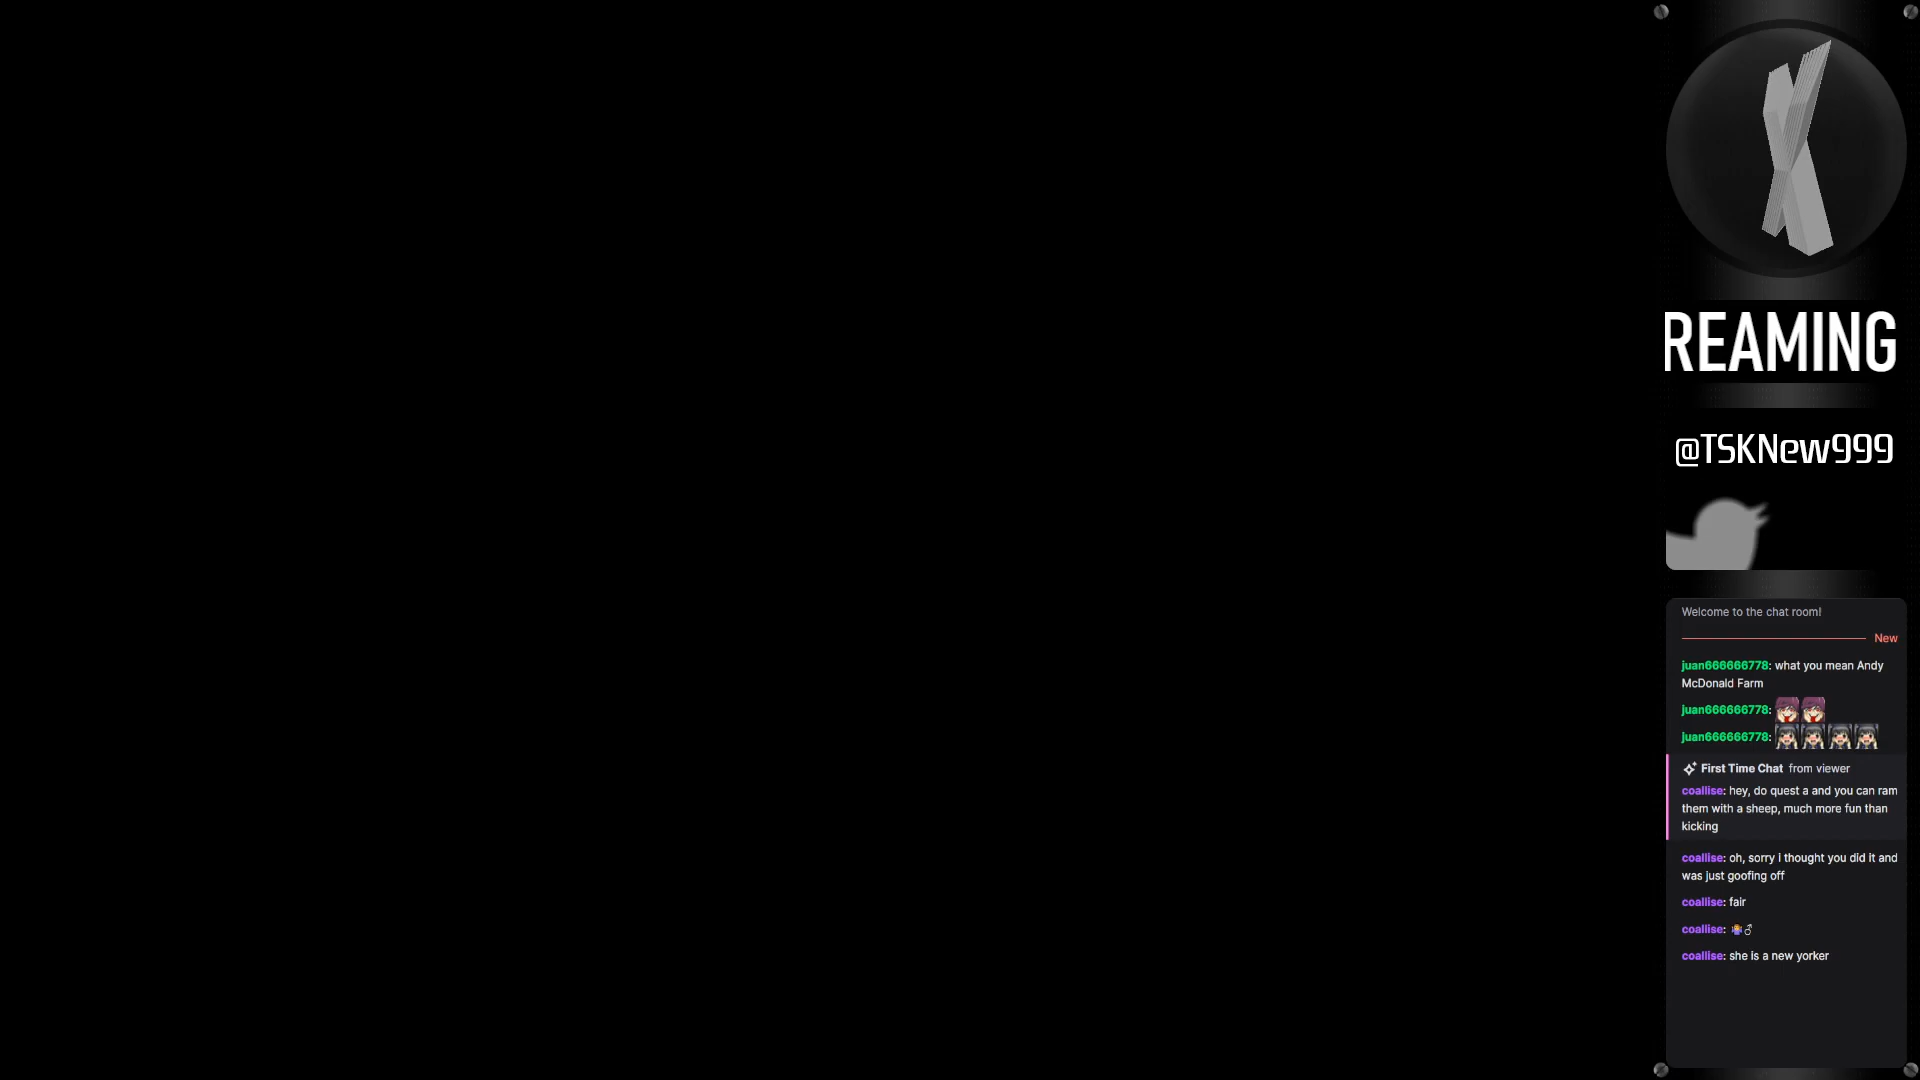 REAMING
@TSKNew999
Welcome to the chat room!
New
juan666666778: what you mean Andy
McDonald Farm
juan666666778:
juan666666778:
First Time Chat from viewer
coallise: hey, do quest a and you can ram
them with a sheep, much more fun than
kicking
coallise: oh, sorry i thought you did it and
was just goofing off
coallise: fair
coallise: 🤷‍♂
coallise: she is a new yorker